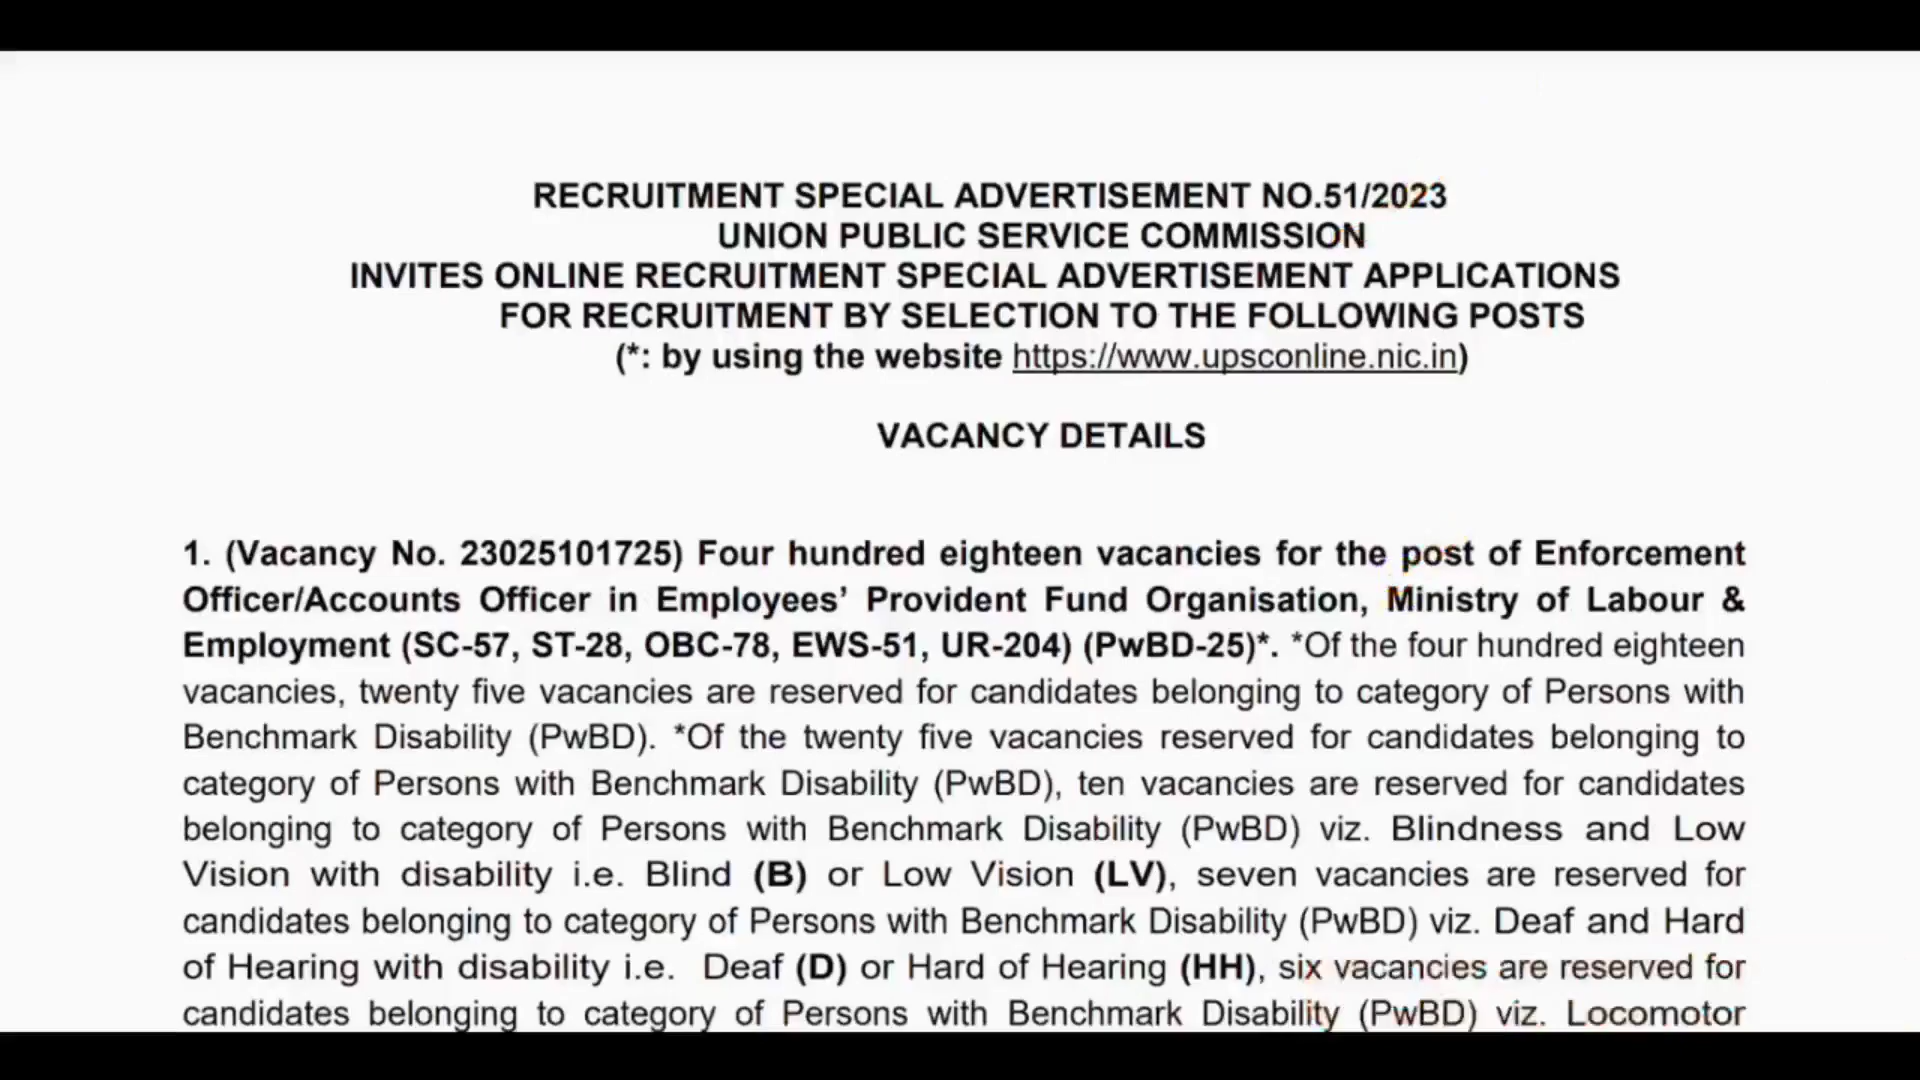 RECRUITMENT SPECIAL ADVERTISEMENT NO.51/2023
UNION PUBLIC SERVICE COMMISSION
INVITES ONLINE RECRUITMENT SPECIAL ADVERTISEMENT APPLICATIONS
FOR RECRUITMENT BY SELECTION TO THE FOLLOWING POSTS
(*: by using the website https://www.upsconline.nic.in)
VACANCY DETAILS
1. (Vacancy No. 23025101725) Four hundred eighteen vacancies for the post of Enforcement
Officer/Accounts Officer in Employees’ Provident Fund Organisation, Ministry of Labour &
Employment (SC-57, ST-28, OBC-78, EWS-51, UR-204) (PwBD-25)*. *Of the four hundred eighteen
vacancies, twenty five vacancies are reserved for candidates belonging to category of Persons with
Benchmark Disability (PwBD). *Of the twenty five vacancies reserved for candidates belonging to
category of Persons with Benchmark Disability (PwBD), ten vacancies are reserved for candidates
belonging to category of Persons with Benchmark Disability (PwBD) viz. Blindness and Low
Vision with disability i.e. Blind (B) or Low Vision (LV), seven vacancies are reserved for
candidates belonging to category of Persons with Benchmark Disability (PwBD) viz. Deaf and Hard
of Hearing with disability i.e. Deaf (D) or Hard of Hearing (HH), six vacancies are reserved for
candidates belonging to category of Persons with Benchmark Disability (PwBD) viz. Locomotor